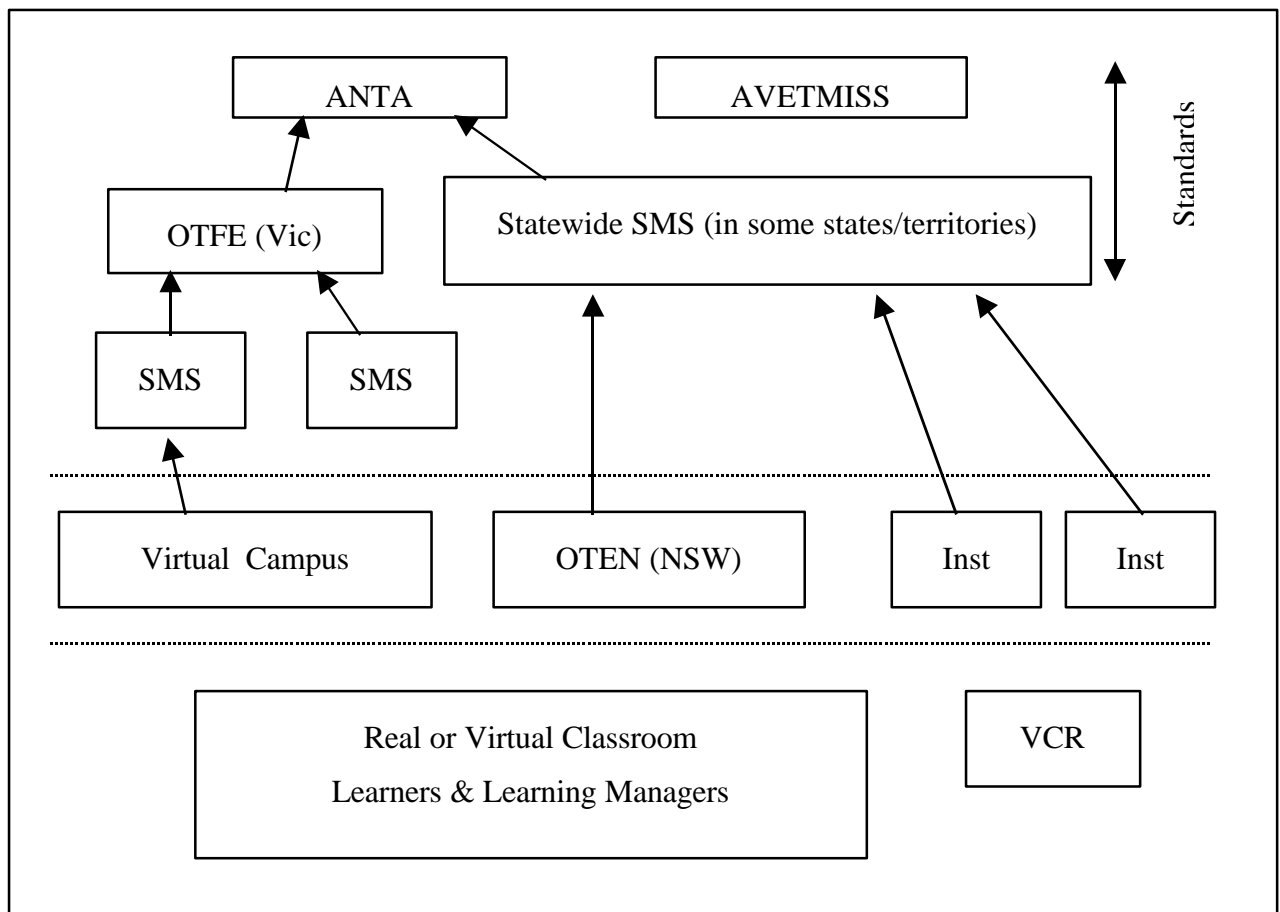 ANTA
AVETMISS
Standards
OTFE (Vic)
Statewide SMS (in some states/territories)
SMS
SMS
Virtual Campus
OTEN (NSW)
Inst
Inst
Real or Virtual Classroom
Learners & Learning Managers
VCR